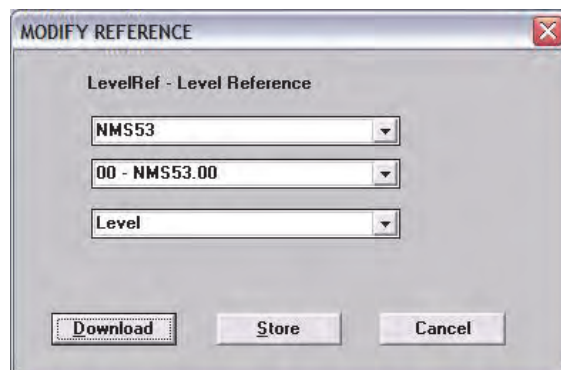 MODIFY REFERENCE
LevelRef - Level Reference
NMS53
00 - NMS53.00
Level
Download
Store
Cancel